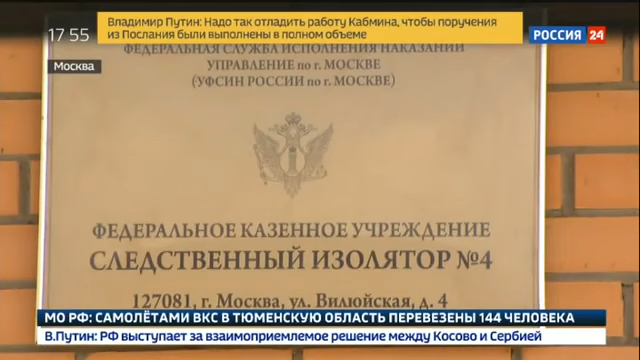 17 55
Москва
Владимир Путин: Надо так отладить работу Кабмина, чтобы поручения
из Послания были выполнены в полном объеме
РОССИЯ 24
ФЕДЕРАЛЬНАЯ СЛУЖБА ИСПОЛНЕНИЯ НАКАЗАНИЙ
УПРАВЛЕНИЕ по г. МОСКВЕ
(УФСИН РОССИИ по г. МОСКВЕ)
ФЕДЕРАЛЬНОЕ КАЗЕННОЕ УЧРЕЖДЕНИЕ
СЛЕДСТВЕННЫЙ ИЗОЛЯТОР №4
127081, г. Москва, ул. Вилюйская, д. 4
МО РФ: САМОЛЁТАМИ ВКС В ТЮМЕНСКУЮ ОБЛАСТЬ ПЕРЕВЕЗЕНЫ 144 ЧЕЛОВЕКА
В.Путин: РФ выступает за взаимоприемлемое решение между Косово и Сербией